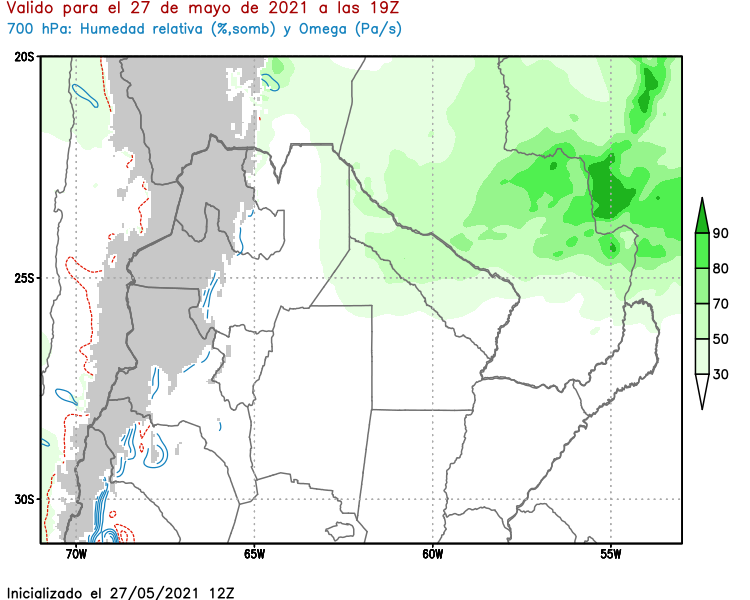 Valido para el 27 de mayo de 2021 a las 19Z
700 hPa: Humedad relativa (%,somb) y Omega (Pa/s)
20S
25S
30S
70W
65W
60W
55W
90
80
70
50
30
Inicializado el 27/05/2021 12Z